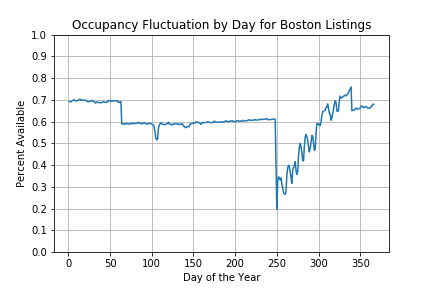 Occupancy Fluctuation by Day for Boston Listings
1.0
0.9
0.8
0.7
0.6
0.5
0.4
0.3
0.2
0.1
0.0
Percent Available
0 50 100 150 200 250 300 350
Day of the Year